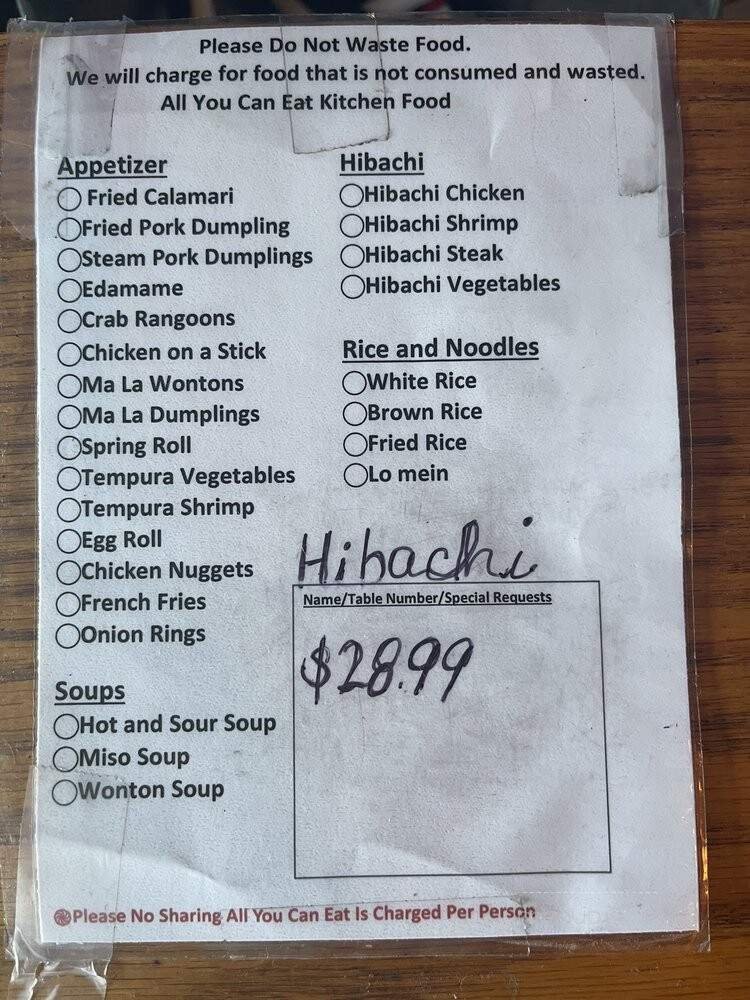 Please Do Not Waste Food.
We will charge for food that is not consumed and wasted.
All You Can Eat Kitchen Food
Appetizer
Fried Calamari
Fried Pork Dumpling
Steam Pork Dumplings
Edamame
Crab Rangoons
Chicken on a Stick
Ma La Wontons
Ma La Dumplings
Spring Roll
Tempura Vegetables
Tempura Shrimp
Egg Roll
Chicken Nuggets
French Fries
Onion Rings
Soups
Hot and Sour Soup
Miso Soup
Wonton Soup
Hibachi
Hibachi Chicken
Hibachi Shrimp
Hibachi Steak
Hibachi Vegetables
Rice and Noodles
White Rice
Brown Rice
Fried Rice
Lo mein
Hibachi
Name/Table Number/Special Requests
$28.99
Please No Sharing All You Can Eat Is Charged Per Person